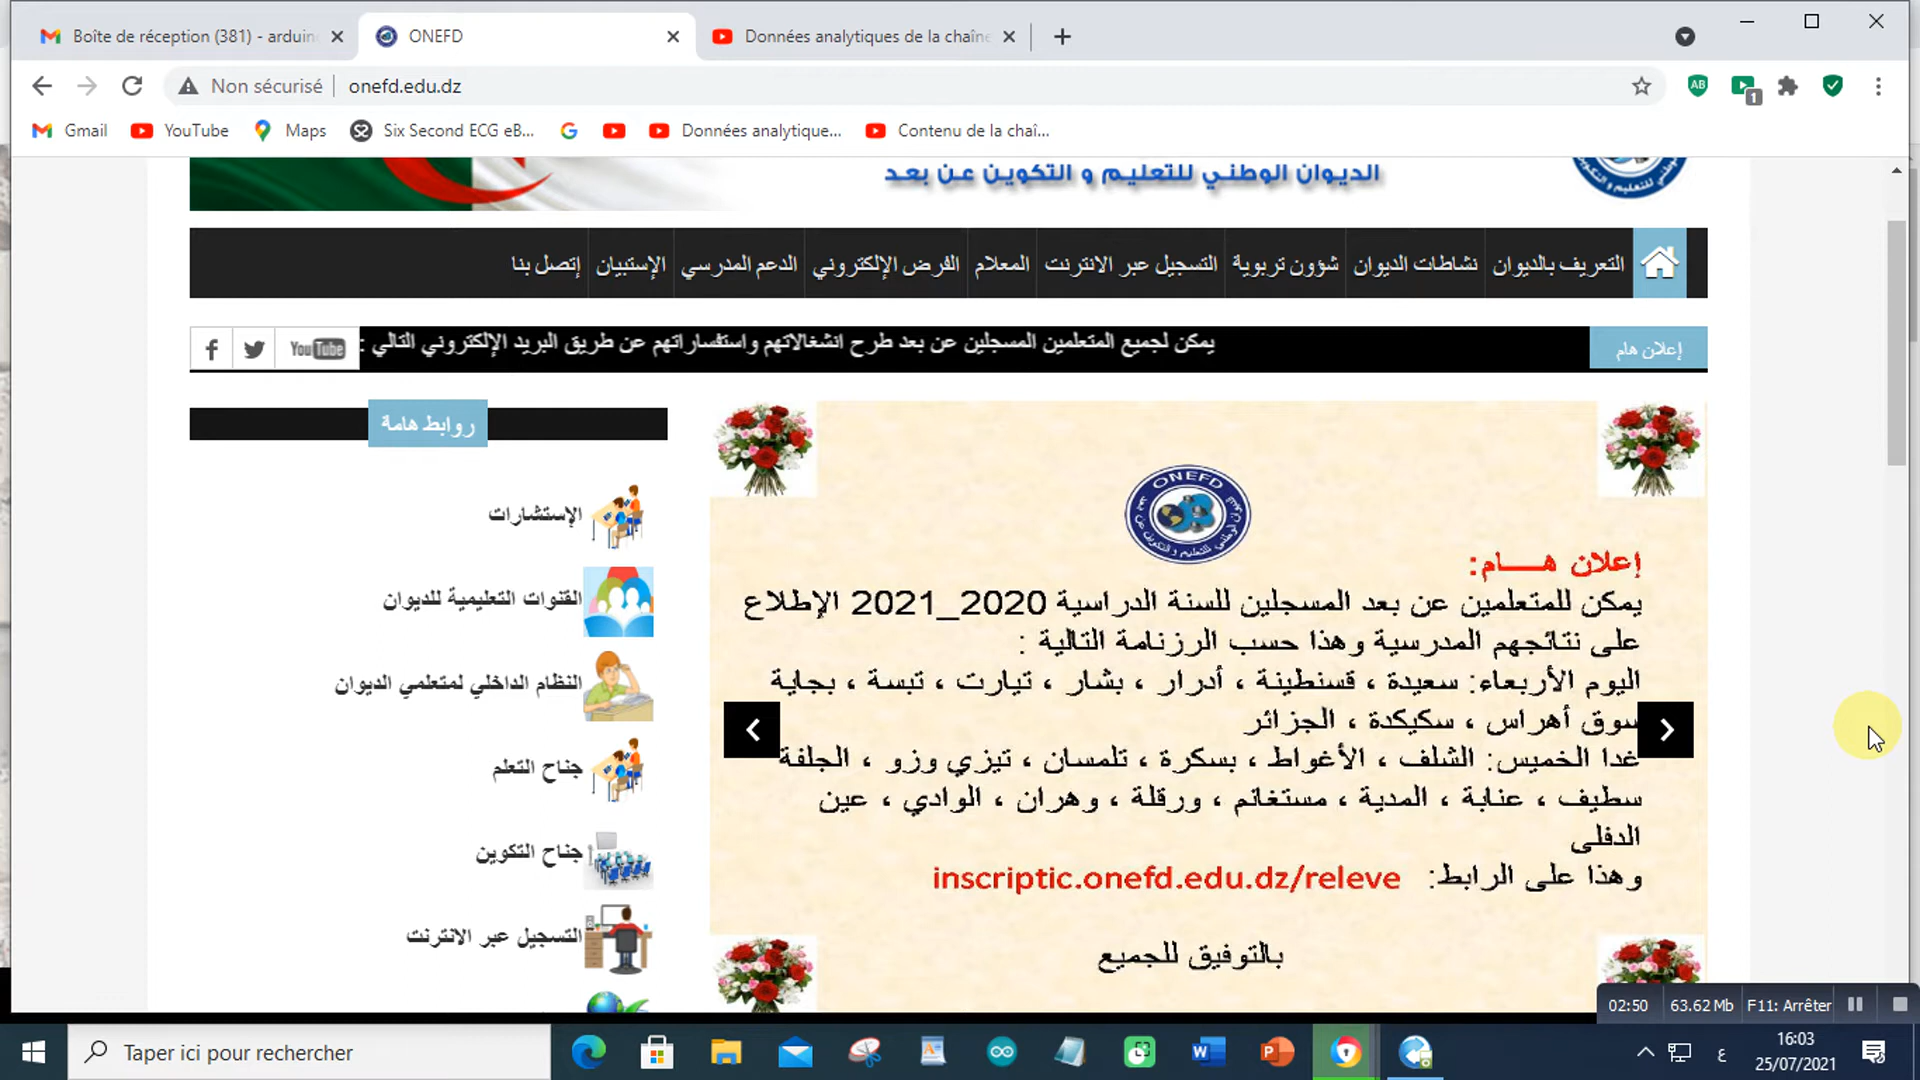 Boîte de réception (381) - arduin
ONEFD
Données analytiques de la chaîne
Non sécurisé
onefd.edu.dz
AB
1
Gmail
YouTube
Maps
Six Second ECG eB...
Données analytique...
Contenu de la chaî...
الديوان الوطني للتعليم و التكوين عن بعد
التعريف بالديوان
نشاطات الديوان
شؤون تربوية
التسجيل عبر الانترنت
المعلام
الفرض الإلكتروني
الدعم المدرسي
الإستبيان
إتصل بنا
إعلان هام
يمكن لجميع المتعلمين المسجلين عن بعد طرح انشغالاتهم واستفساراتهم عن طريق البريد الإلكتروني التالي :
YouTube
روابط هامة
الإستشارات
القنوات التعليمية للديوان
النظام الداخلي لمتعلمي الديوان
جناح التعلم
جناح التكوين
التسجيل عبر الانترنت
ONEFD
إعلان هـــام:
يمكن للمتعلمين عن بعد المسجلين للسنة الدراسية 2020_2021 الإطلاع
على نتائجهم المدرسية وهذا حسب الرزنامة التالية :
اليوم الأربعاء: سعيدة ، قسنطينة ، أدرار ، بشار ، تيارت ، تبسة ، بجاية
سوق أهراس ، سكيكدة ، الجزائر
غدا الخميس: الشلف ، الأغواط ، بسكرة ، تلمسان ، تيزي وزو ، الجلفة
سطيف ، عنابة ، المدية ، مستغانم ، ورقلة ، وهران ، الوادي ، عين
الدفلى
وهذا على الرابط: inscriptic.onefd.edu.dz/releve
بالتوفيق للجميع
02:50
63.62 Mb
F11: Arrêter
Taper ici pour rechercher
ع
16:03
25/07/2021